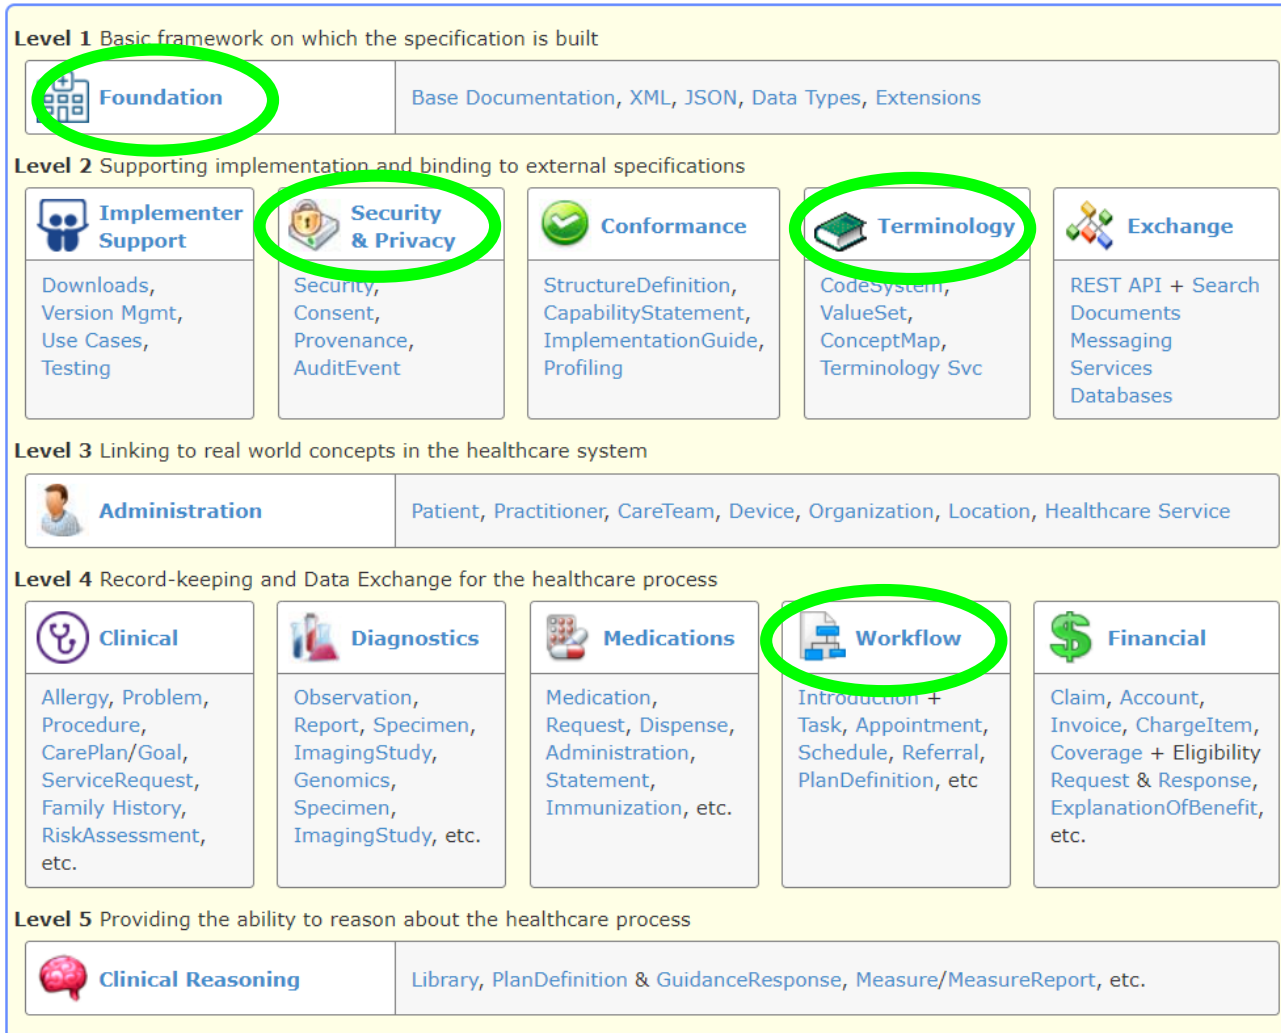 Level 1 Basic framework on which the specification is built
Foundation
Base Documentation, XML, JSON, Data Types, Extensions
Level 2 Supporting implementation and binding to external specifications
Implementer
Support
Downloads,
Version Mgmt,
Use Cases,
Testing
Security
& Privacy
Security,
Consent,
Provenance,
AuditEvent
Conformance
StructureDefinition,
CapabilityStatement,
ImplementationGuide,
Profiling
Terminology
CodeSystem,
ValueSet,
ConceptMap,
Terminology Svc
Exchange
REST API + Search
Documents
Messaging
Services
Databases
Level 3 Linking to real world concepts in the healthcare system
Administration
Patient, Practitioner, CareTeam, Device, Organization, Location, Healthcare Service
Level 4 Record-keeping and Data Exchange for the healthcare process
Clinical
Allergy, Problem,
Procedure,
CarePlan/Goal,
ServiceRequest,
Family History,
RiskAssessment,
etc.
Diagnostics
Observation,
Report, Specimen,
ImagingStudy,
Genomics,
Specimen,
ImagingStudy, etc.
Medications
Medication,
Request, Dispense,
Administration,
Statement,
Immunization, etc.
Workflow
Introduction +
Task, Appointment,
Schedule, Referral,
PlanDefinition, etc
Financial
Claim, Account,
Invoice, ChargeItem,
Coverage + Eligibility
Request & Response,
ExplanationOfBenefit,
etc.
Level 5 Providing the ability to reason about the healthcare process
Clinical Reasoning
Library, PlanDefinition & GuidanceResponse, Measure/MeasureReport, etc.